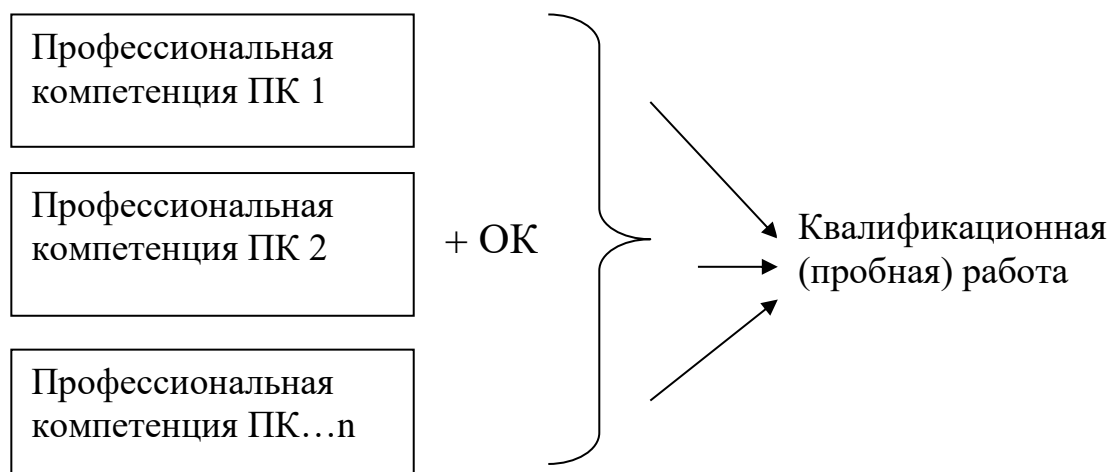 Профессиональная
компетенция ПК 1
Профессиональная
компетенция ПК 2
+ ОК
Квалификационная
(пробная) работа
Профессиональная
компетенция ПК…n